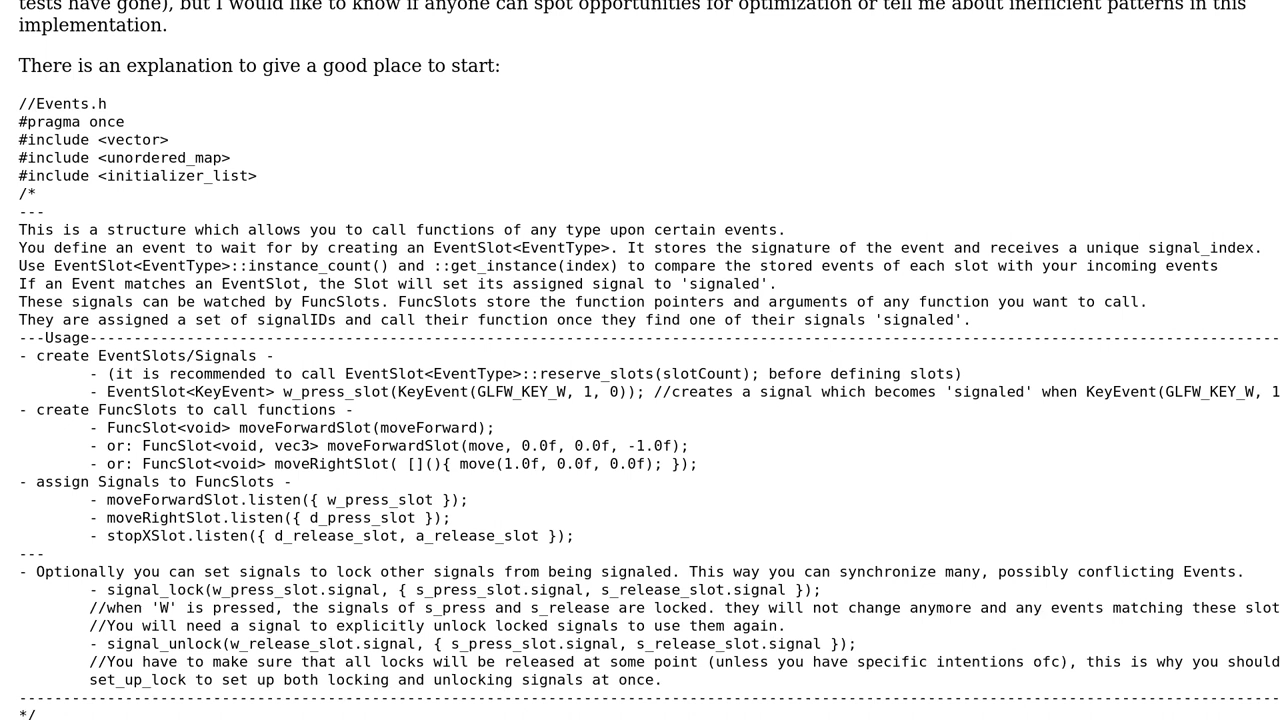 tests have gone), but I would like to know if anyone can spot opportunities for optimization or tell me about inefficient patterns in this
implementation.
There is an explanation to give a good place to start:
//Events.h
#pragma once
#include <vector>
#include <unordered_map>
#include <initializer_list>
/*
---
This is a structure which allows you to call functions of any type upon certain events.
You define an event to wait for by creating an EventSlot<EventType>. It stores the signature of the event and receives a unique signal_index.
Use EventSlot<EventType>::instance_count() and ::get_instance(index) to compare the stored events of each slot with your incoming events
If an Event matches an EventSlot, the Slot will set its assigned signal to 'signaled'.
These signals can be watched by FuncSlots. FuncSlots store the function pointers and arguments of any function you want to call.
They are assigned a set of signalIDs and call their function once they find one of their signals 'signaled'.
---Usage---------------------------------------------------------------------------------------------------------------------------------------
- create EventSlots/Signals -
        - (it is recommended to call EventSlot<EventType>::reserve_slots(slotCount); before defining slots)
        - EventSlot<KeyEvent> w_press_slot(KeyEvent(GLFW_KEY_W, 1, 0)); //creates a signal which becomes 'signaled' when KeyEvent(GLFW_KEY_W, 1
- create FuncSlots to call functions -
        - FuncSlot<void> moveForwardSlot(moveForward);
        - or: FuncSlot<void, vec3> moveForwardSlot(move, 0.0f, 0.0f, -1.0f);
        - or: FuncSlot<void> moveRightSlot( [](){ move(1.0f, 0.0f, 0.0f); });
- assign Signals to FuncSlots -
        - moveForwardSlot.listen({ w_press_slot });
        - moveRightSlot.listen({ d_press_slot });
        - stopXSlot.listen({ d_release_slot, a_release_slot });
---
- Optionally you can set signals to lock other signals from being signaled. This way you can synchronize many, possibly conflicting Events.
        - signal_lock(w_press_slot.signal, { s_press_slot.signal, s_release_slot.signal });
        //when 'W' is pressed, the signals of s_press and s_release are locked. they will not change anymore and any events matching these slot
        //You will need a signal to explicitly unlock locked signals to use them again.
        - signal_unlock(w_release_slot.signal, { s_press_slot.signal, s_release_slot.signal });
        //You have to make sure that all locks will be released at some point (unless you have specific intentions ofc), this is why you should
        set_up_lock to set up both locking and unlocking signals at once.
-----------------------------------------------------------------------------------------------------------------------------------------------
*/